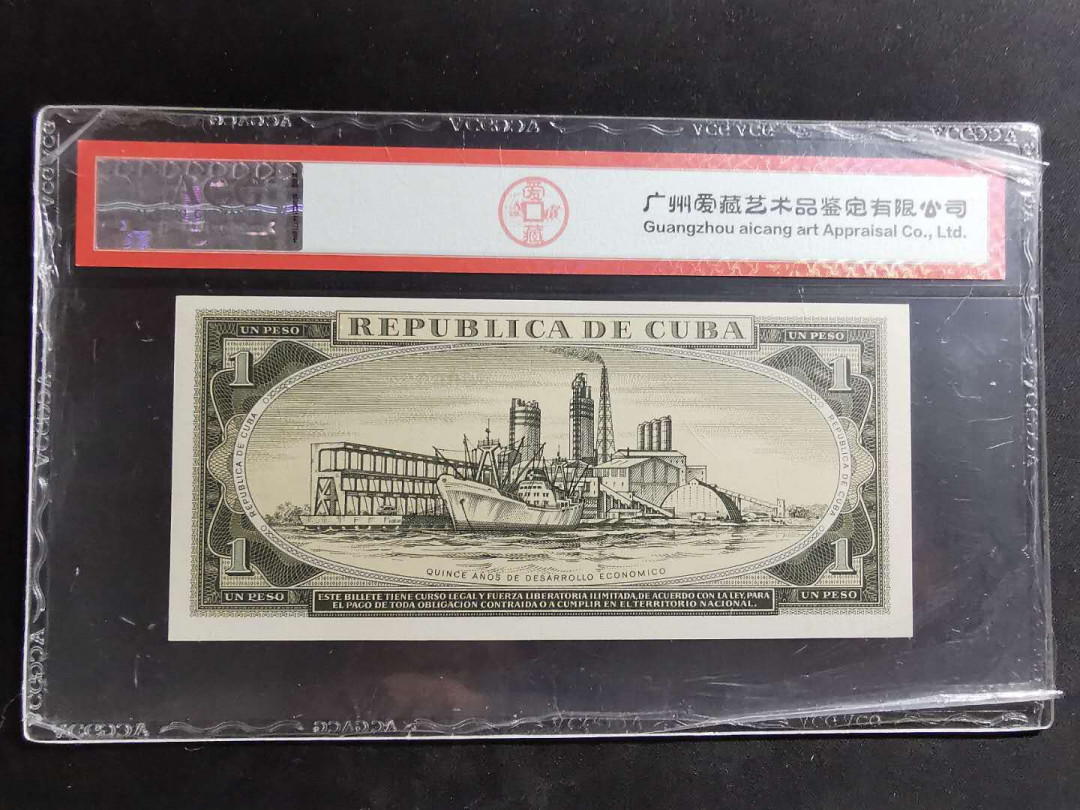 VCGVCG
爱
藏
广州爱藏艺术品鉴定有限公司
Guangzhou aicang art Appraisal Co., Ltd.
UN PESO
REPUBLICA DE CUBA
UN PESO
1
1
REPUBLICA DE CUBA
REPUBLICA DE CUBA
1
1
QUINCE AÑOS DE DESARROLLO ECONOMICO
UN PESO
ESTE BILLETE TIENE CURSO LEGAL Y FUERZA LIBERATORIA ILIMITADA, DE ACUERDO CON LA LEY, PARA
EL PAGO DE TODA OBLIGACION CONTRAIDA O A CUMPLIR EN EL TERRITORIO NACIONAL.
UN PESO